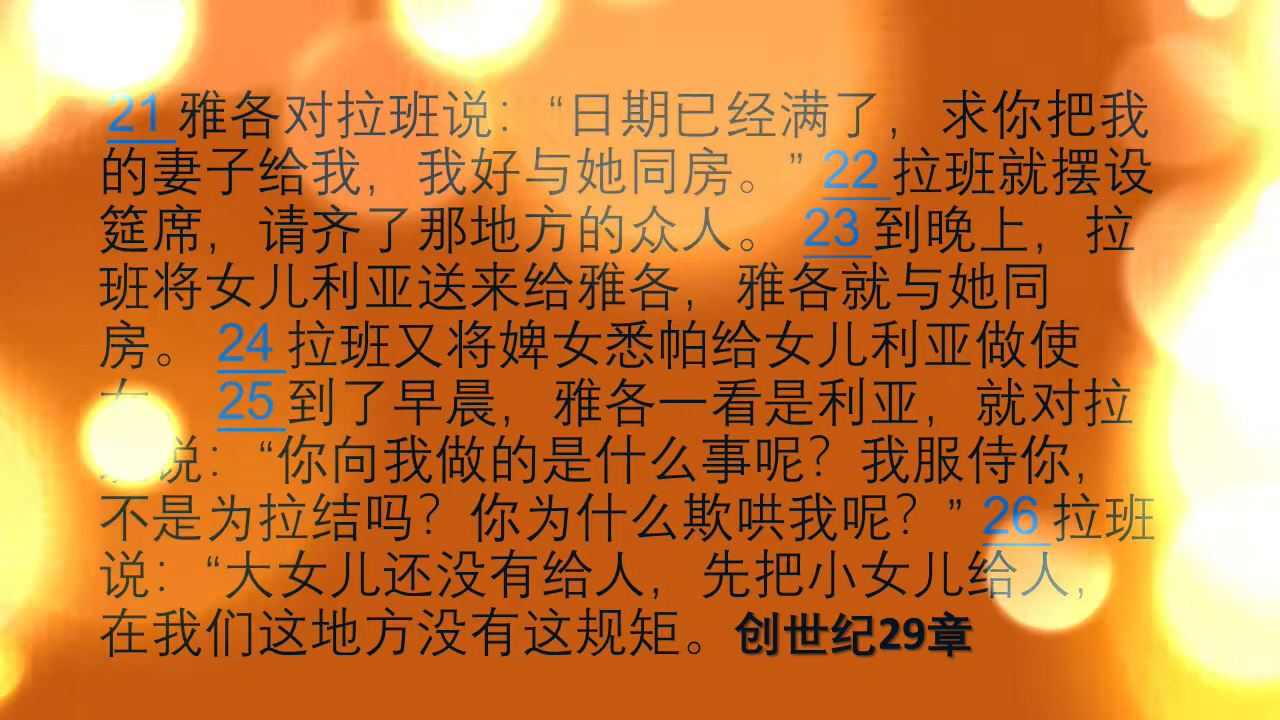 21 雅各对拉班说：“日期已经满了，求你把我
的妻子给我，我好与她同房。” 22 拉班就摆设
筵席，请齐了那地方的众人。 23 到晚上，拉
班将女儿利亚送来给雅各，雅各就与她同
房。 24 拉班又将婢女悉帕给女儿利亚做使
女。 25 到了早晨，雅各一看是利亚，就对拉
说：“你向我做的是什么事呢？我服侍你，
不是为拉结吗？你为什么欺哄我呢？” 26 拉班
说：“大女儿还没有给人，先把小女儿给人，
在我们这地方没有这规矩。创世纪29章